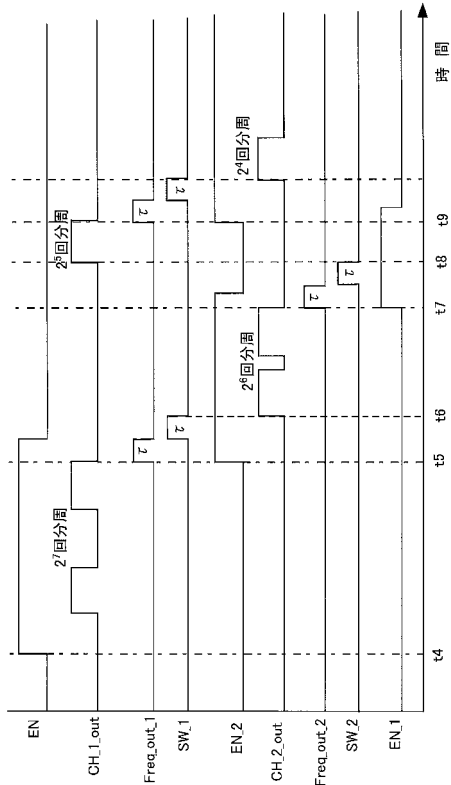 EN
CH_1_out
2⁷回分周
2⁵回分周
Freq_out_1
τ
τ
SW_1
τ
τ
EN_2
CH_2_out
2⁶回分周
2⁴回分周
Freq_out_2
τ
SW_2
τ
EN_1
t4
t5
t6
t7
t8
t9
時間